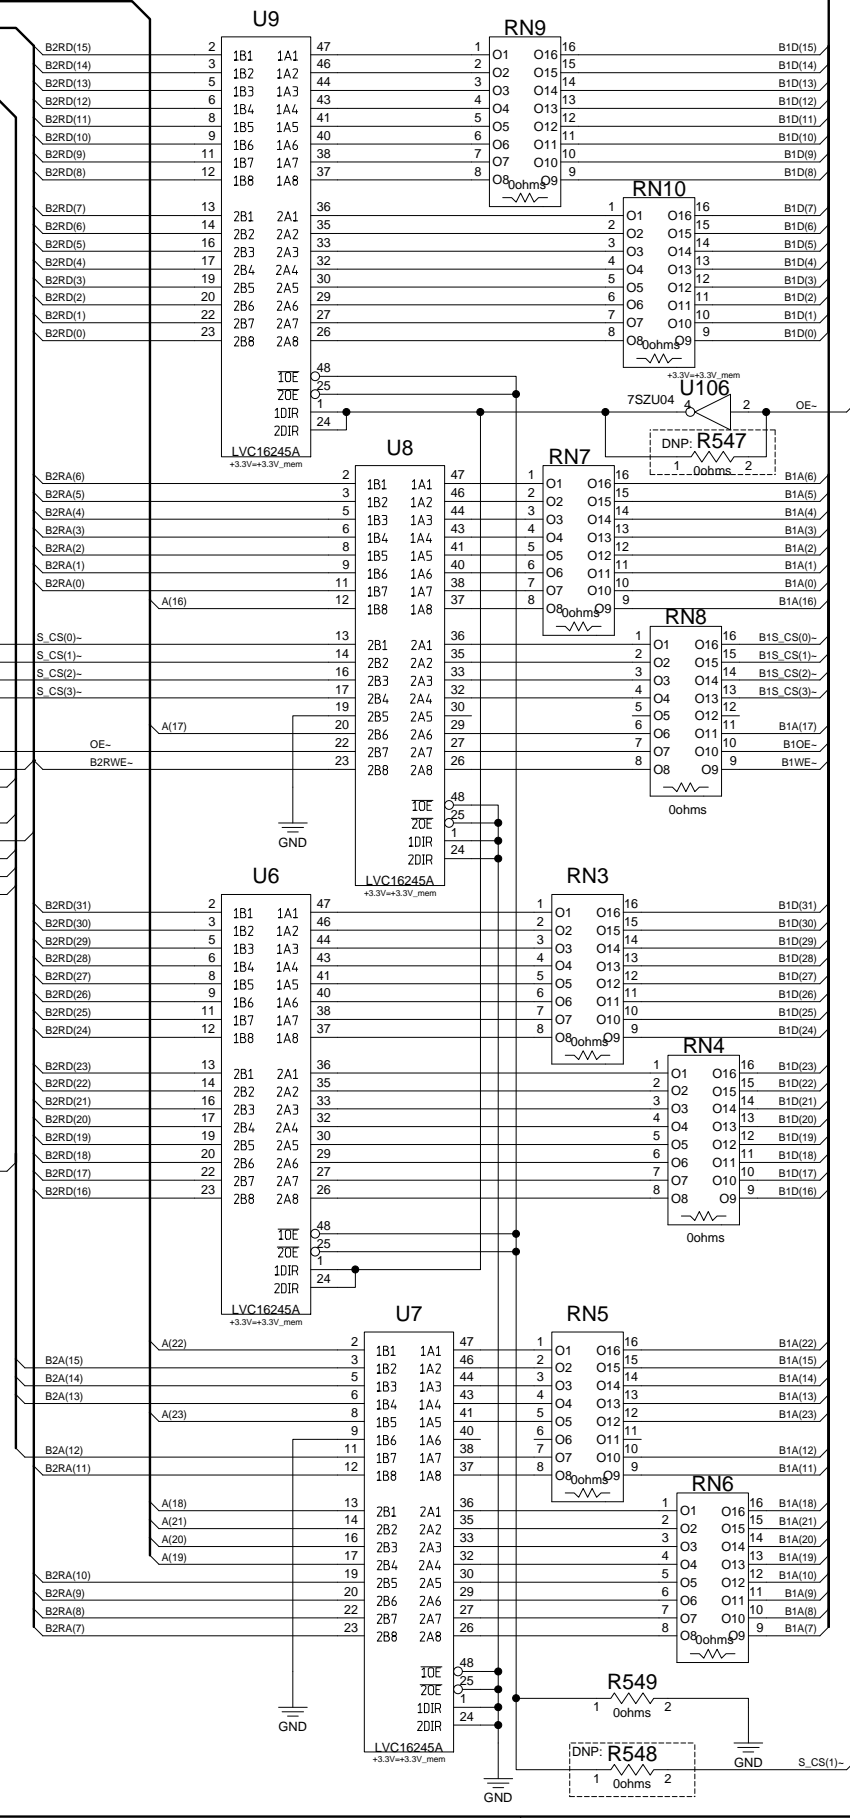 U9
RN9
B2RD(15) 2 1B1 1A1 47 1 O1 O16 16 B1D(15)
B2RD(14) 3 1B2 1A2 46 2 O2 O15 15 B1D(14)
B2RD(13) 5 1B3 1A3 44 3 O3 O14 14 B1D(13)
B2RD(12) 6 1B4 1A4 43 4 O4 O13 13 B1D(12)
B2RD(11) 8 1B5 1A5 41 5 O5 O12 12 B1D(11)
B2RD(10) 9 1B6 1A6 40 6 O6 O11 11 B1D(10)
B2RD(9) 11 1B7 1A7 38 7 O7 O10 10 B1D(9)
B2RD(8) 12 1B8 1A8 37 8 O8 O9 9 B1D(8)
0ohms
RN10
B2RD(7) 13 2B1 2A1 36 1 O1 O16 16 B1D(7)
B2RD(6) 14 2B2 2A2 35 2 O2 O15 15 B1D(6)
B2RD(5) 16 2B3 2A3 33 3 O3 O14 14 B1D(5)
B2RD(4) 17 2B4 2A4 32 4 O4 O13 13 B1D(4)
B2RD(3) 19 2B5 2A5 30 5 O5 O12 12 B1D(3)
B2RD(2) 20 2B6 2A6 29 6 O6 O11 11 B1D(2)
B2RD(1) 22 2B7 2A7 27 7 O7 O10 10 B1D(1)
B2RD(0) 23 2B8 2A8 26 8 O8 O9 9 B1D(0)
0ohms
1OE 48
2OE 25
1DIR 1
2DIR 24
LVC16245A
+3.3V=+3.3V_mem
+3.3V=+3.3V_mem
U106
7SZU04 4 2 OE~
DNP: R547
1 0ohms 2
U8
RN7
B2RA(6) 2 1B1 1A1 47 1 O1 O16 16 B1A(6)
B2RA(5) 3 1B2 1A2 46 2 O2 O15 15 B1A(5)
B2RA(4) 5 1B3 1A3 44 3 O3 O14 14 B1A(4)
B2RA(3) 6 1B4 1A4 43 4 O4 O13 13 B1A(3)
B2RA(2) 8 1B5 1A5 41 5 O5 O12 12 B1A(2)
B2RA(1) 9 1B6 1A6 40 6 O6 O11 11 B1A(1)
B2RA(0) 11 1B7 1A7 38 7 O7 O10 10 B1A(0)
A(16) 12 1B8 1A8 37 8 O8 O9 9 B1A(16)
0ohms
RN8
S_CS(0)~ 13 2B1 2A1 36 1 O1 O16 16 B1S_CS(0)~
S_CS(1)~ 14 2B2 2A2 35 2 O2 O15 15 B1S_CS(1)~
S_CS(2)~ 16 2B3 2A3 33 3 O3 O14 14 B1S_CS(2)~
S_CS(3)~ 17 2B4 2A4 32 4 O4 O13 13 B1S_CS(3)~
19 2B5 2A5 30 5 O5 O12 12
A(17) 20 2B6 2A6 29 6 O6 O11 11 B1A(17)
OE~ 22 2B7 2A7 27 7 O7 O10 10 B1OE~
B2RWE~ 23 2B8 2A8 26 8 O8 O9 9 B1WE~
0ohms
GND
1OE 48
2OE 25
1DIR 1
2DIR 24
LVC16245A
+3.3V=+3.3V_mem
U6
RN3
B2RD(31) 2 1B1 1A1 47 1 O1 O16 16 B1D(31)
B2RD(30) 3 1B2 1A2 46 2 O2 O15 15 B1D(30)
B2RD(29) 5 1B3 1A3 44 3 O3 O14 14 B1D(29)
B2RD(28) 6 1B4 1A4 43 4 O4 O13 13 B1D(28)
B2RD(27) 8 1B5 1A5 41 5 O5 O12 12 B1D(27)
B2RD(26) 9 1B6 1A6 40 6 O6 O11 11 B1D(26)
B2RD(25) 11 1B7 1A7 38 7 O7 O10 10 B1D(25)
B2RD(24) 12 1B8 1A8 37 8 O8 O9 9 B1D(24)
0ohms
RN4
B2RD(23) 13 2B1 2A1 36 1 O1 O16 16 B1D(23)
B2RD(22) 14 2B2 2A2 35 2 O2 O15 15 B1D(22)
B2RD(21) 16 2B3 2A3 33 3 O3 O14 14 B1D(21)
B2RD(20) 17 2B4 2A4 32 4 O4 O13 13 B1D(20)
B2RD(19) 19 2B5 2A5 30 5 O5 O12 12 B1D(19)
B2RD(18) 20 2B6 2A6 29 6 O6 O11 11 B1D(18)
B2RD(17) 22 2B7 2A7 27 7 O7 O10 10 B1D(17)
B2RD(16) 23 2B8 2A8 26 8 O8 O9 9 B1D(16)
0ohms
1OE 48
2OE 25
1DIR 1
2DIR 24
LVC16245A
+3.3V=+3.3V_mem
U7
RN5
A(22) 2 1B1 1A1 47 1 O1 O16 16 B1A(22)
B2A(15) 3 1B2 1A2 46 2 O2 O15 15 B1A(15)
B2A(14) 5 1B3 1A3 44 3 O3 O14 14 B1A(14)
B2A(13) 6 1B4 1A4 43 4 O4 O13 13 B1A(13)
A(23) 8 1B5 1A5 41 5 O5 O12 12 B1A(23)
9 1B6 1A6 40 6 O6 O11 11
B2A(12) 11 1B7 1A7 38 7 O7 O10 10 B1A(12)
B2RA(11) 12 1B8 1A8 37 8 O8 O9 9 B1A(11)
0ohms
RN6
A(18) 13 2B1 2A1 36 1 O1 O16 16 B1A(18)
A(21) 14 2B2 2A2 35 2 O2 O15 15 B1A(21)
A(20) 16 2B3 2A3 33 3 O3 O14 14 B1A(20)
A(19) 17 2B4 2A4 32 4 O4 O13 13 B1A(19)
B2RA(10) 19 2B5 2A5 30 5 O5 O12 12 B1A(10)
B2RA(9) 20 2B6 2A6 29 6 O6 O11 11 B1A(9)
B2RA(8) 22 2B7 2A7 27 7 O7 O10 10 B1A(8)
B2RA(7) 23 2B8 2A8 26 8 O8 O9 9 B1A(7)
0ohms
1OE 48
2OE 25
1DIR 1
2DIR 24
LVC16245A
+3.3V=+3.3V_mem
GND
R549
1 0ohms 2
GND
DNP: R548
1 0ohms 2
S_CS(1)~
GND